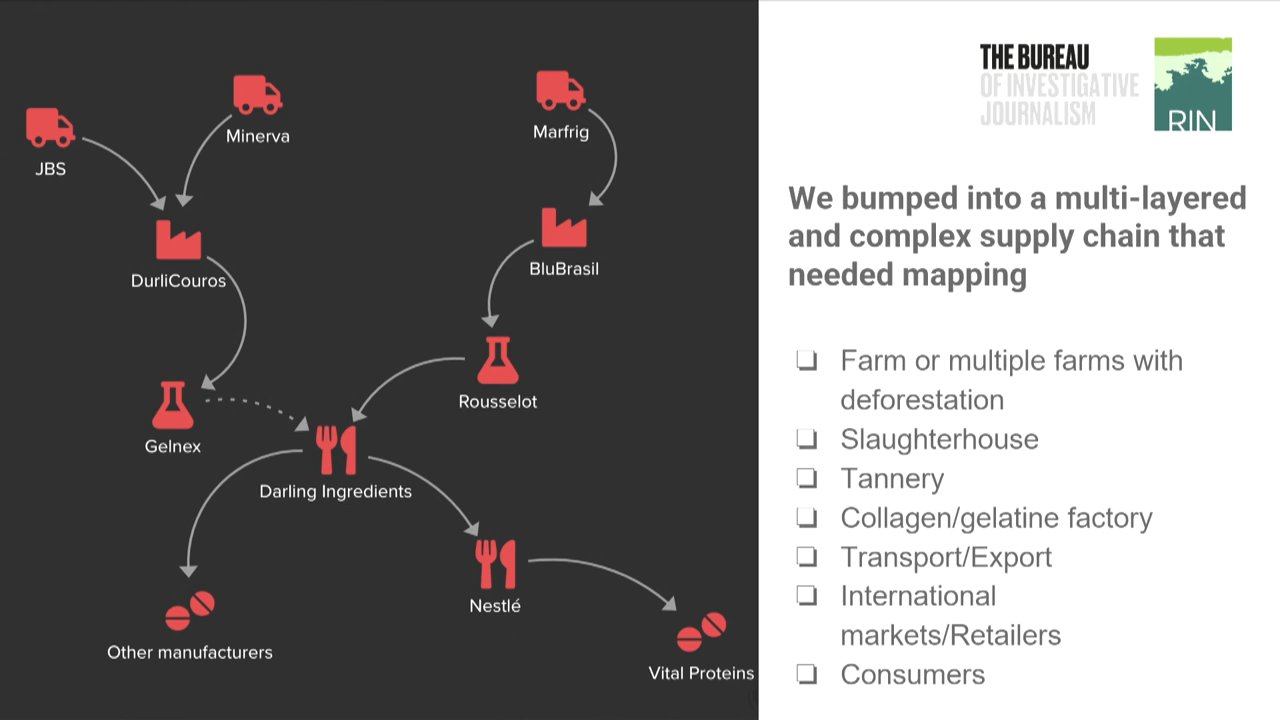 JBS
Minerva
Marfrig
DurliCouros
BluBrasil
Gelnex
Rousselot
Darling Ingredients
Nestlé
Other manufacturers
Vital Proteins
THE BUREAU
OF INVESTIGATIVE
JOURNALISM
RIN
We bumped into a multi-layered
and complex supply chain that
needed mapping
❏ Farm or multiple farms with
deforestation
❏ Slaughterhouse
❏ Tannery
❏ Collagen/gelatine factory
❏ Transport/Export
❏ International
markets/Retailers
❏ Consumers